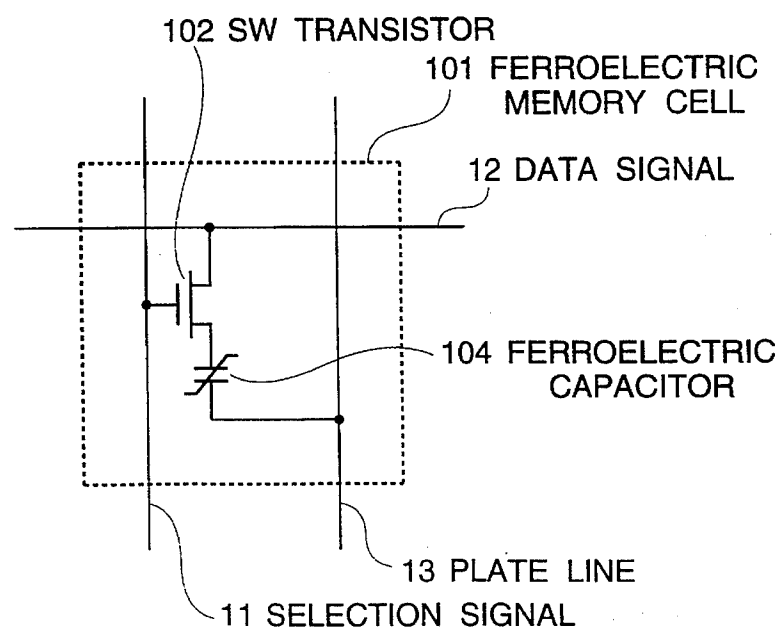 102 SW TRANSISTOR
101 FERROELECTRIC
MEMORY CELL
12 DATA SIGNAL
104 FERROELECTRIC
CAPACITOR
13 PLATE LINE
11 SELECTION SIGNAL